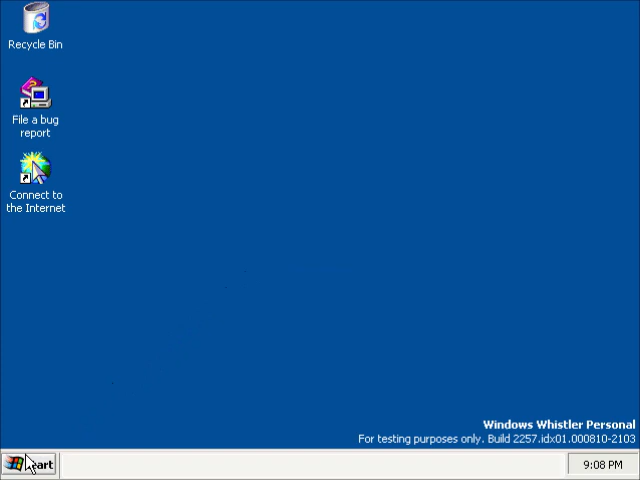 Recycle Bin
File a bug
report
Connect to
the Internet
Windows Whistler Personal
For testing purposes only. Build 2257.idx01.000810-2103
9:08 PM